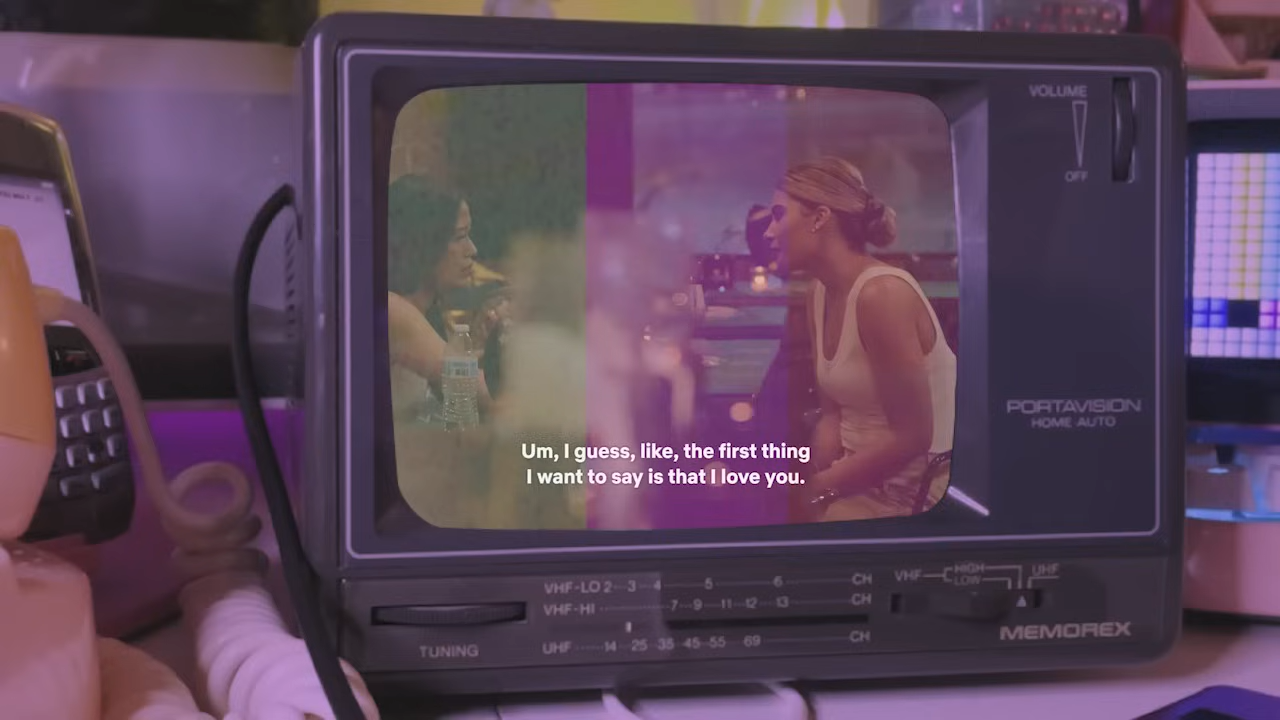 VOLUME
OFF
Um, I guess, like, the first thing
I want to say is that I love you.
PORTAVISION
HOME AUTO
VHF-LO 2 3 4 5 6 CH
VHF-HI 7 9 11 12 13 CH
UHF 14 25 35 45 55 69 CH
TUNING
VHF HIGH LOW UHF
MEMOREX